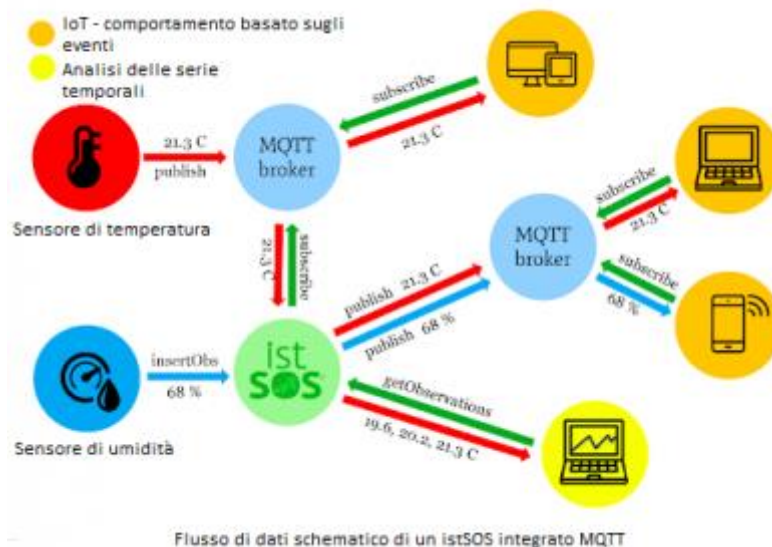 IoT - comportamento basato sugli
eventi
Analisi delle serie
temporali
subscribe
21.3 C
21.3 C
publish
MQTT
broker
Sensore di temperatura
21.3 C
subscribe
MQTT
broker
subscribe
21.3 C
subscribe
68 %
publish 21.3 C
publish 68 %
insertObs
68 %
ist
SOS
getObservations
19.6, 20.2, 21.3 C
Sensore di umidità
Flusso di dati schematico di un istSOS integrato MQTT